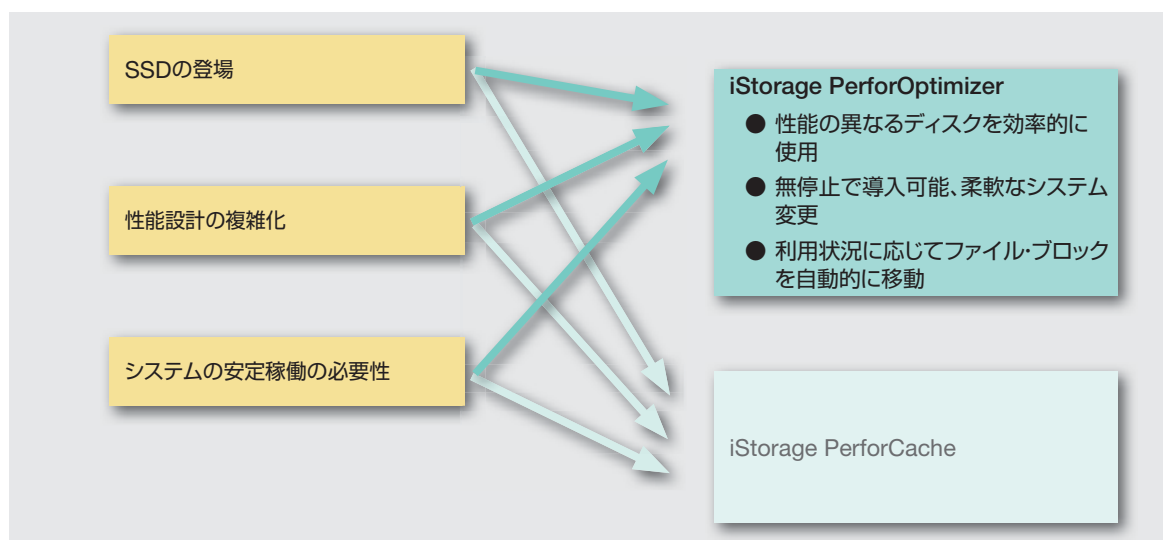 SSDの登場
性能設計の複雑化
システムの安定稼働の必要性
iStorage PerforOptimizer
● 性能の異なるディスクを効率的に
使用
● 無停止で導入可能、柔軟なシステム
変更
● 利用状況に応じてファイル・ブロック
を自動的に移動
iStorage PerforCache